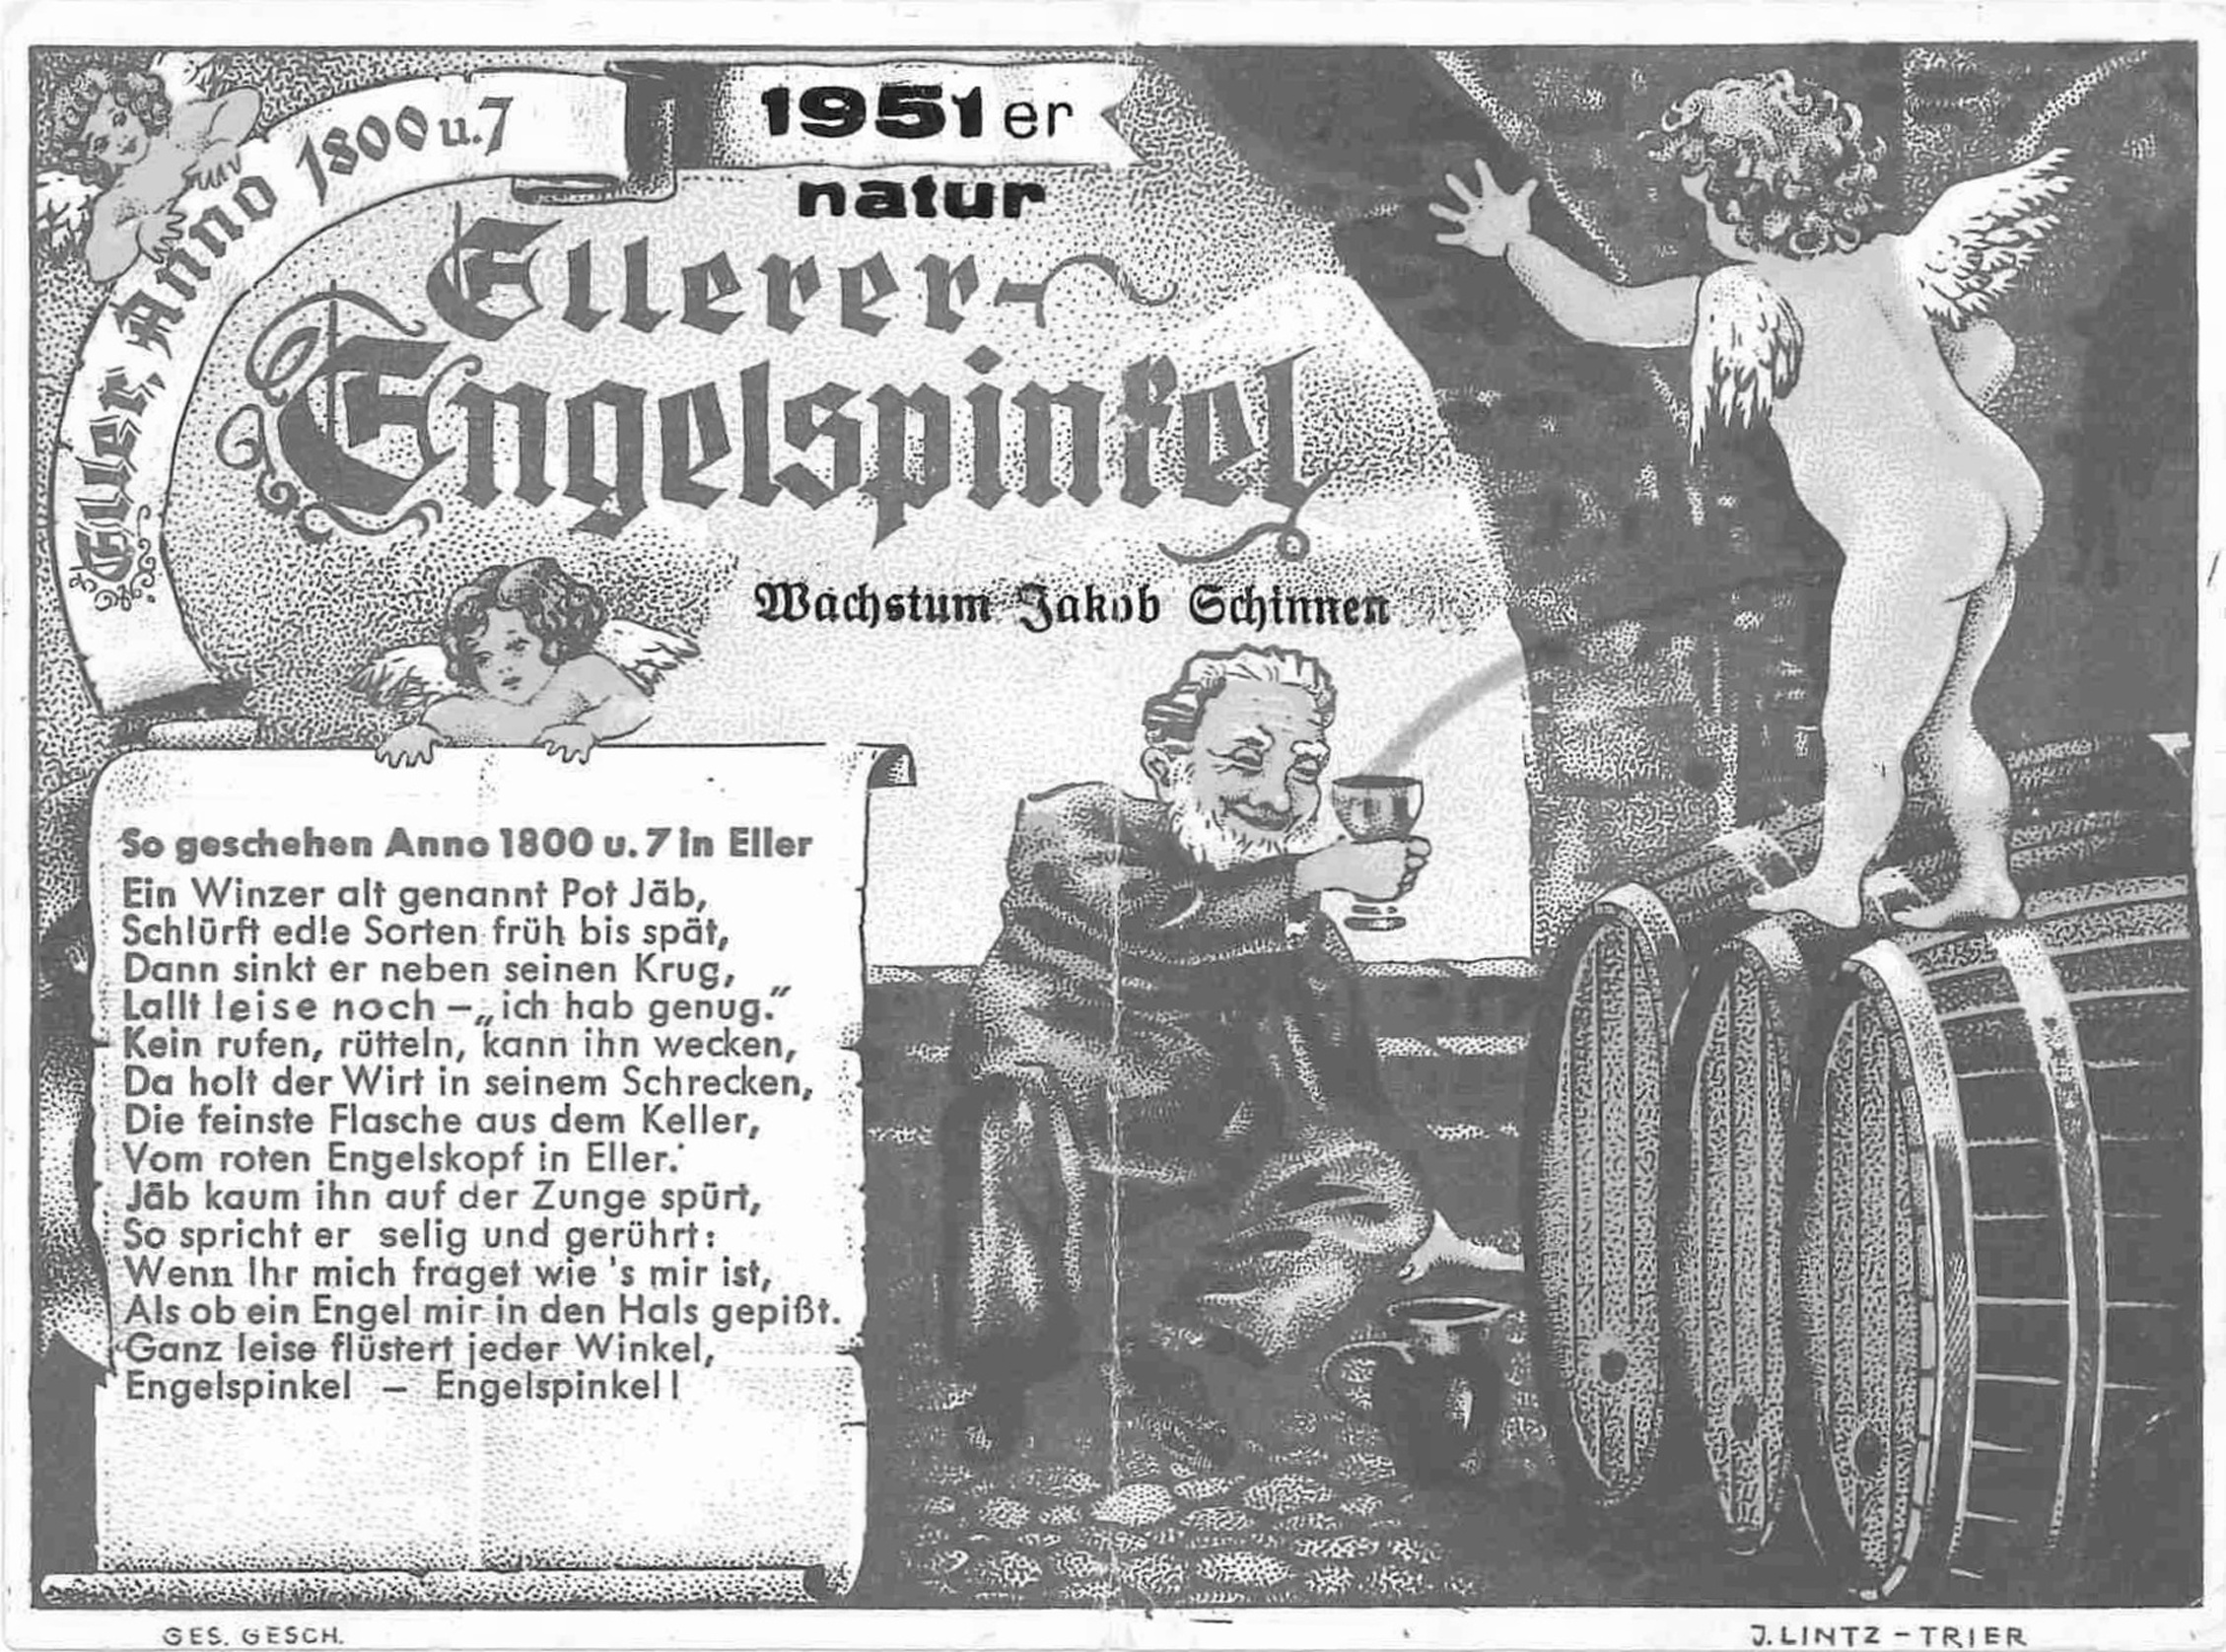 Eller, Anno 1800 u. 7
1951er
natur
Ellerer-
Engelspinkel
Wachstum Jakob Schinnen
So geschehen Anno 1800 u. 7 in Eller
Ein Winzer alt genannt Pot Jäb,
Schlürft edle Sorten früh bis spät,
Dann sinkt er neben seinen Krug,
Lallt leise noch – „ich hab genug.“
Kein rufen, rütteln, kann ihn wecken,
Da holt der Wirt in seinem Schrecken,
Die feinste Flasche aus dem Keller,
Vom roten Engelskopf in Eller.
Jäb kaum ihn auf der Zunge spürt,
So spricht er selig und gerührt:
Wenn Ihr mich fraget wie 's mir ist,
Als ob ein Engel mir in den Hals gepißt.
Ganz leise flüstert jeder Winkel,
Engelspinkel – Engelspinkel!
GES. GESCH.
J. LINTZ – TRIER